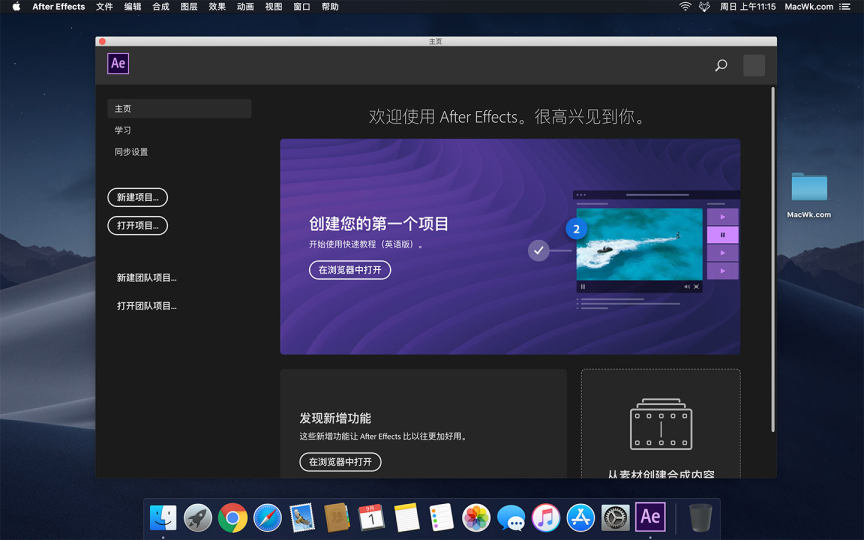 After Effects 文件 编辑 合成 图层 效果 动画 视图 窗口 帮助 周日 上午11:15 MacWk.com
主页
Ae
主页
学习
同步设置
新建项目...
打开项目...
新建团队项目...
打开团队项目...
欢迎使用 After Effects。很高兴见到你。
创建您的第一个项目
开始使用快速教程（英语版）。
在浏览器中打开
2
发现新增功能
这些新增功能让 After Effects 比以往更加好用。
在浏览器中打开
从素材创建合成内容
MacWk.com
9月
1
Ae